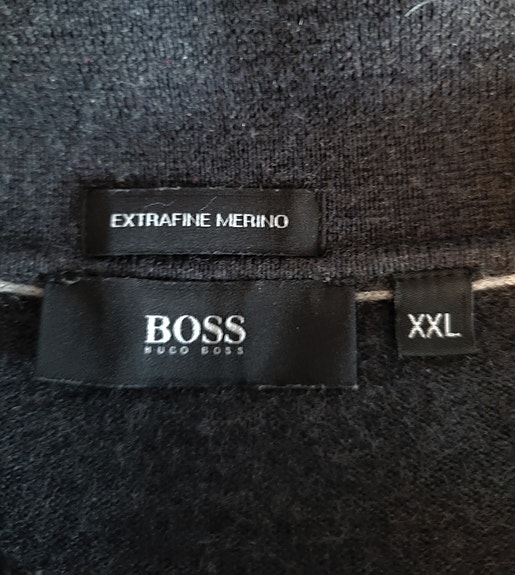 EXTRAFINE MERINO
BOSS
HUGO BOSS
XXL